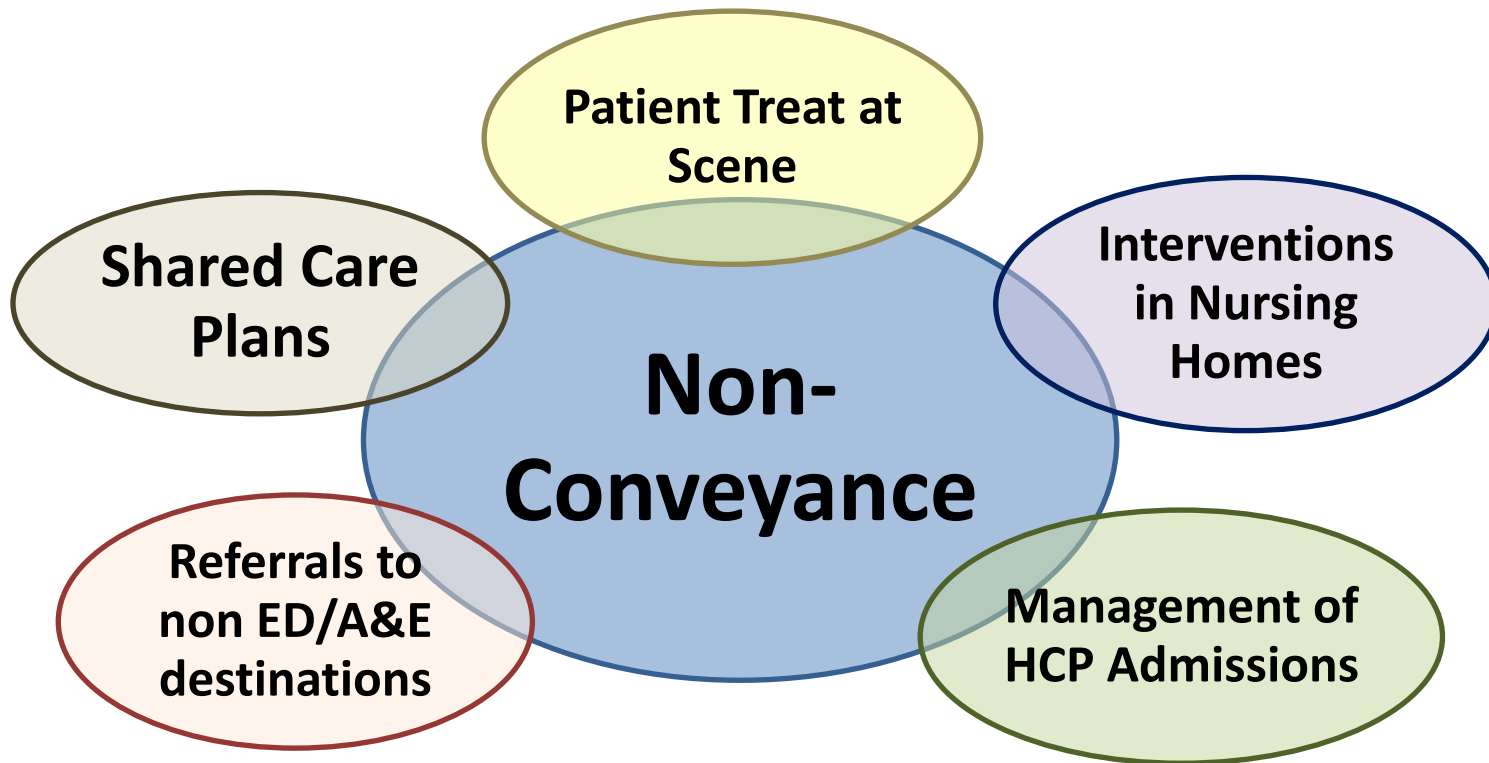 Patient Treat at
Scene
Shared Care
Plans
Interventions
in Nursing
Homes
Non-
Conveyance
Referrals to
non ED/A&E
destinations
Management of
HCP Admissions